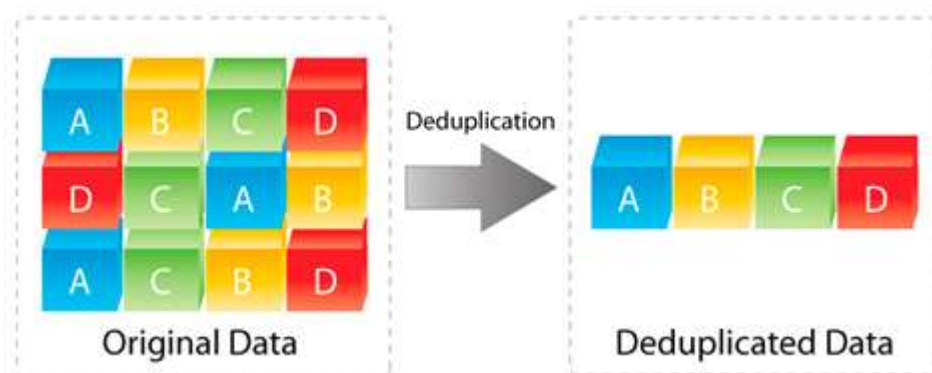 A B C D
D C A B
A C B D
Original Data
Deduplication
A B C D
Deduplicated Data